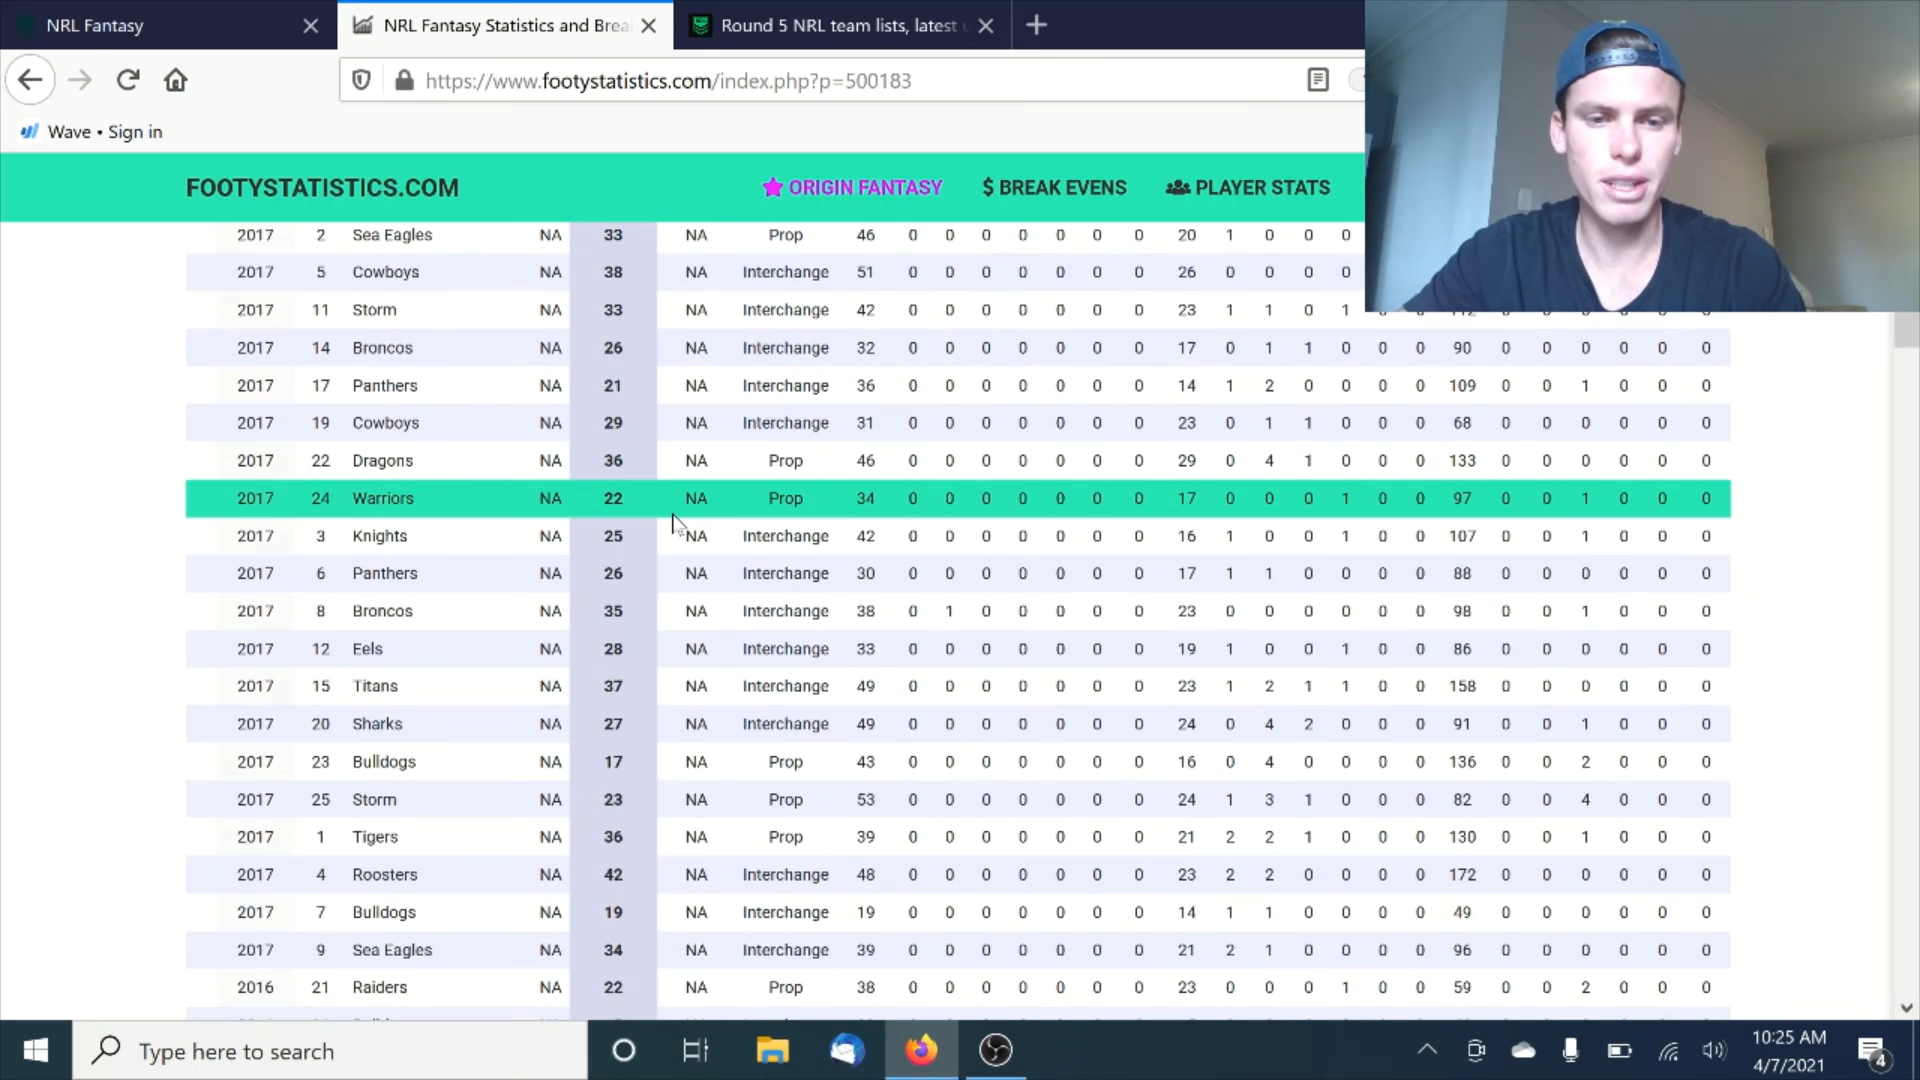 NRL Fantasy
NRL Fantasy Statistics and Brea
Round 5 NRL team lists, latest
https://www.footystatistics.com/index.php?p=500183
Wave • Sign in
FOOTYSTATISTICS.COM
ORIGIN FANTASY
$ BREAK EVENS
PLAYER STATS
2017 2 Sea Eagles NA 33 NA Prop 46 0 0 0 0 0 0 0 20 1 0 0 0
2017 5 Cowboys NA 38 NA Interchange 51 0 0 0 0 0 0 0 26 0 0 0 0
2017 11 Storm NA 33 NA Interchange 42 0 0 0 0 0 0 0 23 1 1 0 1
2017 14 Broncos NA 26 NA Interchange 32 0 0 0 0 0 0 0 17 0 1 1 0 0 0 90 0 0 0 0 0 0
2017 17 Panthers NA 21 NA Interchange 36 0 0 0 0 0 0 0 14 1 2 0 0 0 0 109 0 0 1 0 0 0
2017 19 Cowboys NA 29 NA Interchange 31 0 0 0 0 0 0 0 23 0 1 1 0 0 0 68 0 0 0 0 0 0
2017 22 Dragons NA 36 NA Prop 46 0 0 0 0 0 0 0 29 0 4 1 0 0 0 133 0 0 0 0 0 0
2017 24 Warriors NA 22 NA Prop 34 0 0 0 0 0 0 0 17 0 0 0 1 0 0 97 0 0 1 0 0 0
2017 3 Knights NA 25 NA Interchange 42 0 0 0 0 0 0 0 16 1 0 0 1 0 0 107 0 0 1 0 0 0
2017 6 Panthers NA 26 NA Interchange 30 0 0 0 0 0 0 0 17 1 1 0 0 0 0 88 0 0 0 0 0 0
2017 8 Broncos NA 35 NA Interchange 38 0 1 0 0 0 0 0 23 0 0 0 0 0 0 98 0 0 1 0 0 0
2017 12 Eels NA 28 NA Interchange 33 0 0 0 0 0 0 0 19 1 0 0 1 0 0 86 0 0 0 0 0 0
2017 15 Titans NA 37 NA Interchange 49 0 0 0 0 0 0 0 23 1 2 1 1 0 0 158 0 0 0 0 0 0
2017 20 Sharks NA 27 NA Interchange 49 0 0 0 0 0 0 0 24 0 4 2 0 0 0 91 0 0 1 0 0 0
2017 23 Bulldogs NA 17 NA Prop 43 0 0 0 0 0 0 0 16 0 4 0 0 0 0 136 0 0 2 0 0 0
2017 25 Storm NA 23 NA Prop 53 0 0 0 0 0 0 0 24 1 3 1 0 0 0 82 0 0 4 0 0 0
2017 1 Tigers NA 36 NA Prop 39 0 0 0 0 0 0 0 21 2 2 1 0 0 0 130 0 0 1 0 0 0
2017 4 Roosters NA 42 NA Interchange 48 0 0 0 0 0 0 0 23 2 2 0 0 0 0 172 0 0 0 0 0 0
2017 7 Bulldogs NA 19 NA Interchange 19 0 0 0 0 0 0 0 14 1 1 0 0 0 0 49 0 0 0 0 0 0
2017 9 Sea Eagles NA 34 NA Interchange 39 0 0 0 0 0 0 0 21 2 1 0 0 0 0 96 0 0 0 0 0 0
2016 21 Raiders NA 22 NA Prop 38 0 0 0 0 0 0 0 23 0 0 0 1 0 0 59 0 0 2 0 0 0
Type here to search
10:25 AM
4/7/2021
4